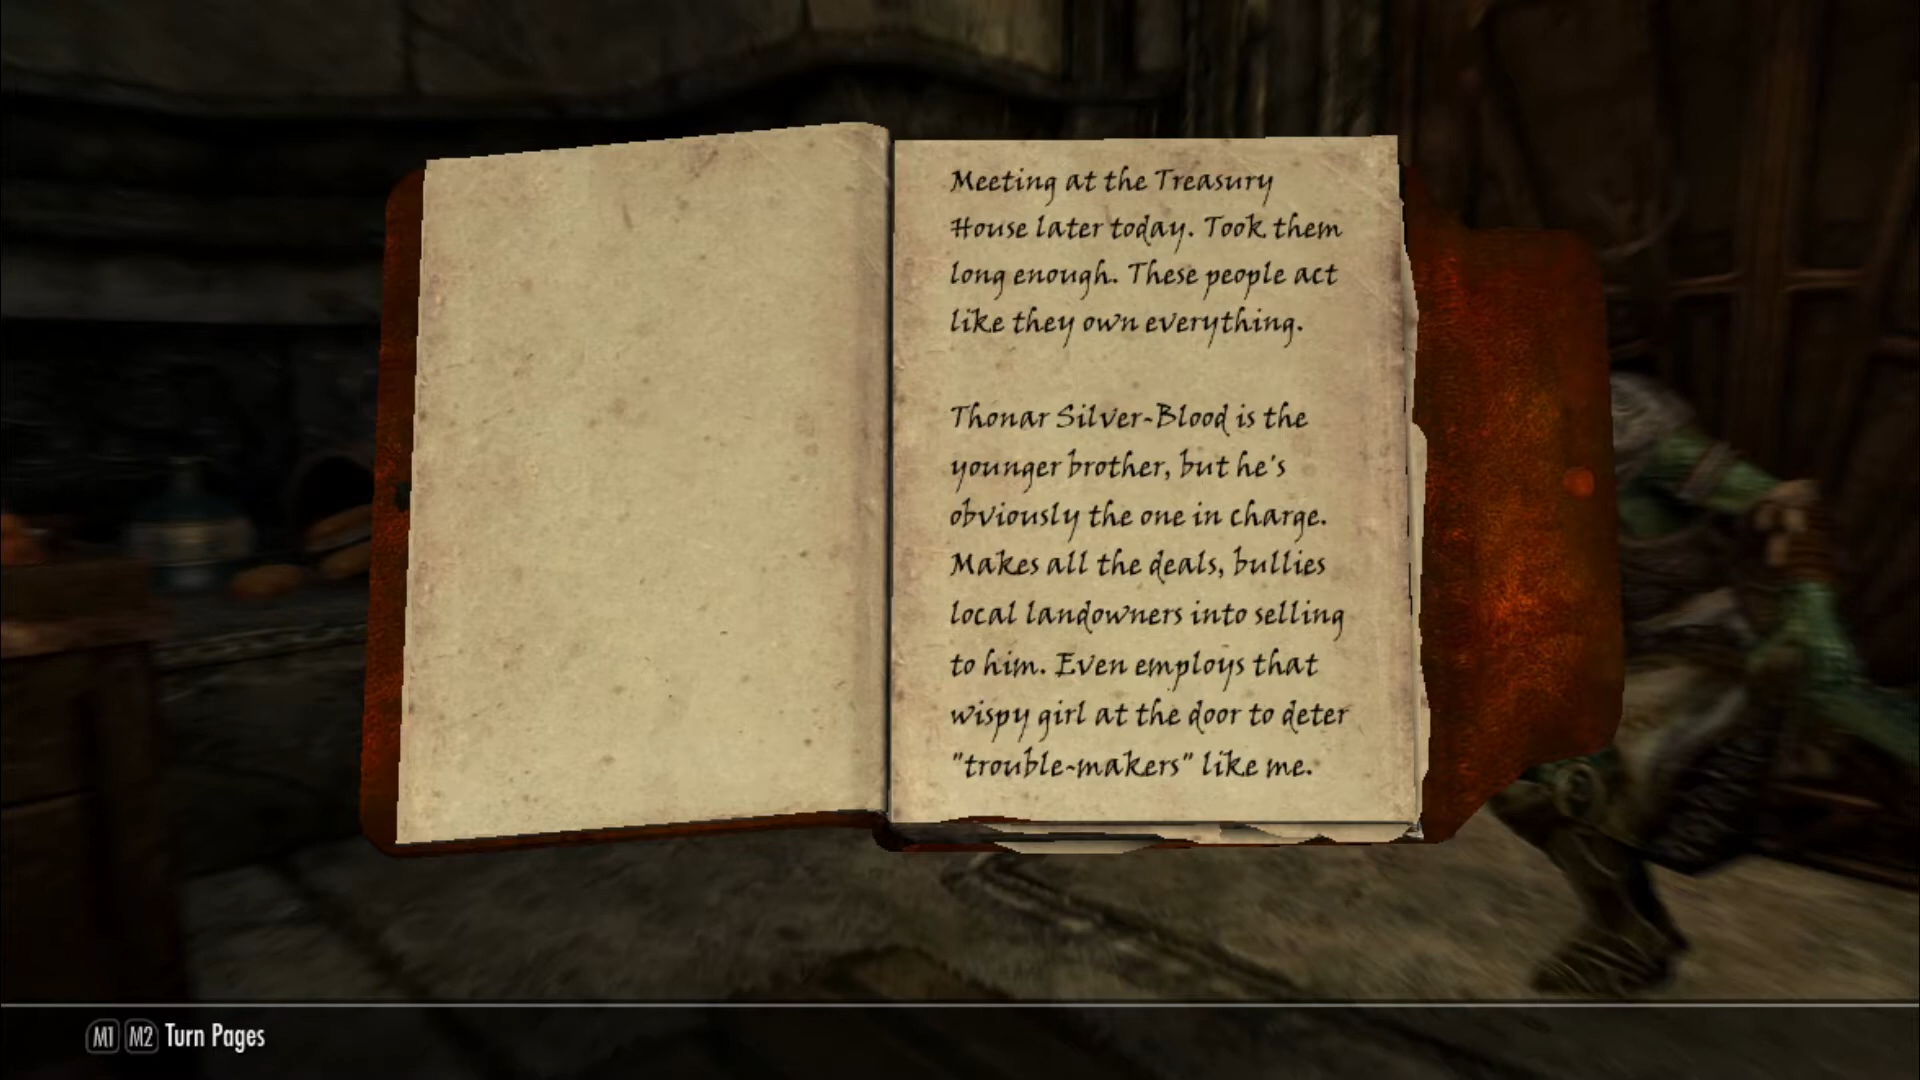 Meeting at the Treasury
House later today. Took them
long enough. These people act
like they own everything.
Thonar Silver-Blood is the
younger brother, but he's
obviously the one in charge.
Makes all the deals, bullies
local landowners into selling
to him. Even employs that
wispy girl at the door to deter
"trouble-makers" like me.
M1 M2 Turn Pages